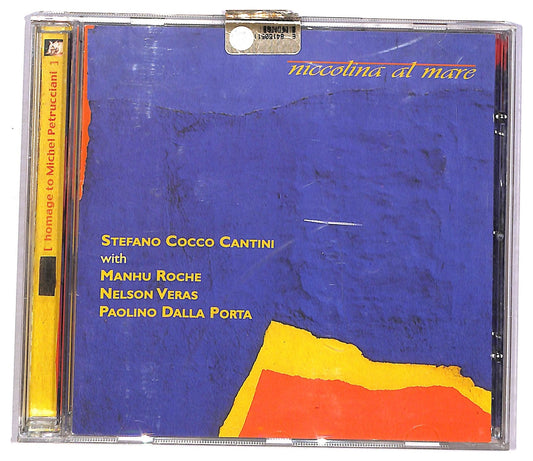 niccolina al mare
[ homage to Michel Petrucciani ]
STEFANO COCCO CANTINI
with
MANHU ROCHE
NELSON VERAS
PAOLINO DALLA PORTA